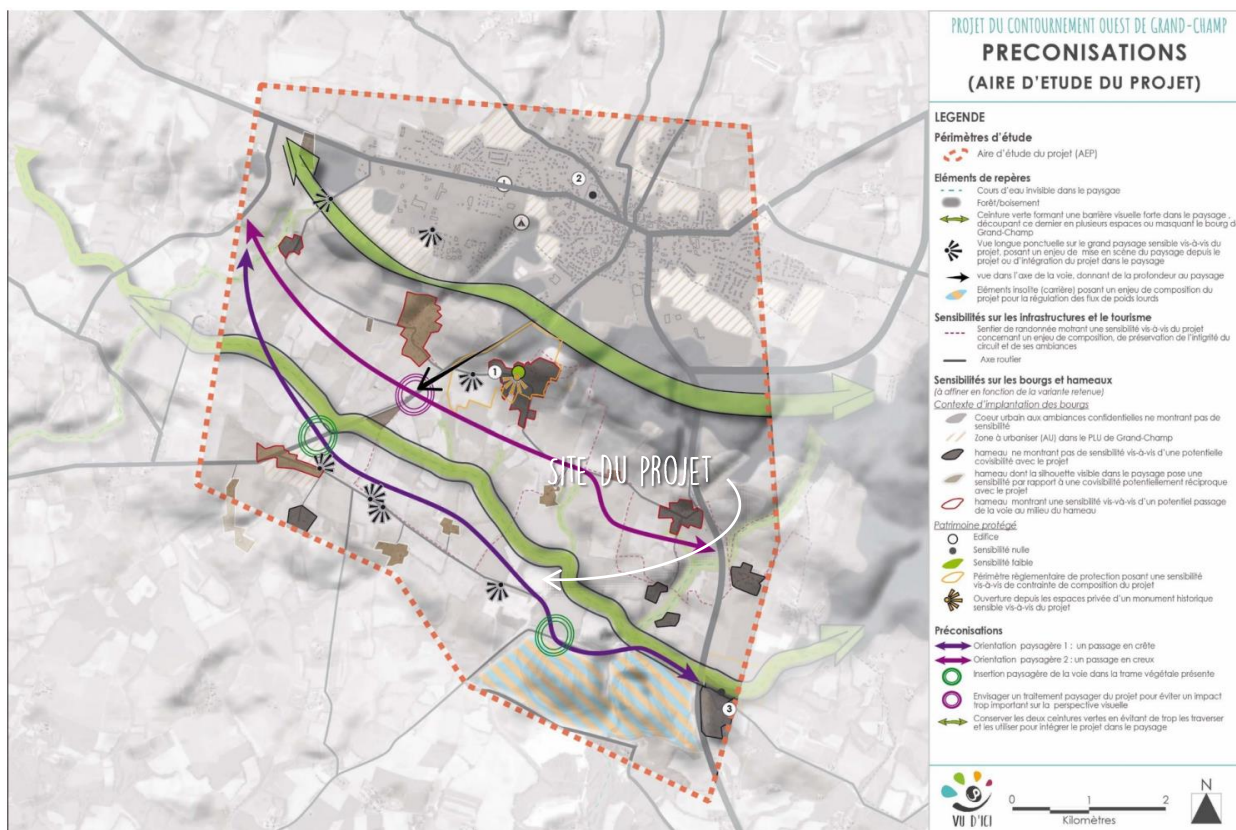 PROJET DU CONTOURNEMENT OUEST DE GRAND-CHAMP
PRECONISATIONS
(AIRE D'ETUDE DU PROJET)
LEGENDE
Périmètres d'étude
Aire d'étude du projet (AEP)
Eléments de repères
Cours d'eau invisible dans le paysgae
Forêt/boisement
Ceinture verte formant une barrière visuelle forte dans le paysage ,
découpant ce dernier en plusieurs espaces ou masquant le bourg de
Grand-Champ
Vue longue ponctuelle sur le grand paysage sensible vis-à-vis du
projet, posant un enjeu de mise en scène du paysage depuis le
projet ou d'intégration du projet dans le paysage
vue dans l'axe de la voie, donnant de la profondeur au paysage
Eléments insolite (carrière) posant un enjeu de composition du
projet pour la régulation des flux de poids lourds
Sensibilités sur les infrastructures et le tourisme
Sentier de randonnée motrant une sensibilité vis-à-vis du projet
concernant un enjeu de composition, de préservation de l'intigrité du
circuit et de ses ambiances
Axe routier
Sensibilités sur les bourgs et hameaux
(à affiner en fonction de la variante retenue)
Contexte d'implantation des bourgs
Coeur urbain aux ambiances confidentielles ne montrant pas de
sensibilité
Zone à urbaniser (AU) dans le PLU de Grand-Champ
hameau ne montrant pas de sensibilité vis-à-vis d'une potentielle
covisibilité avec le projet
hameau dont la silhouette visible dans le paysage pose une
sensibilité par rapport à une covisibilité potentiellement réciproque
avec le projet
hameau montrant une sensibilité vis-và-vis d'un potentiel passage
de la voie au milieu du hameau
Patrimoine protégé
Edifice
Sensibilité nulle
Sensibilité faible
Périmètre règlementaire de protection posant une sensibilité
vis-à-vis de contrainte de composition du projet
Ouverture depuis les espaces privée d'un monument historique
sensible vis-à-vis du projet
Préconisations
Orientation paysagère 1 : un passage en crête
Orientation paysagère 2 : un passage en creux
Insertion paysagère de la voie dans la trame végétale présente
Envisager un traitement paysager du projet pour éviter un impact
trop important sur la perspective visuelle
Conserver les deux ceintures vertes en évitant de trop les traverser
et les utiliser pour intégrer le projet dans le paysage
VU D'ICI
0 1 2
Kilomètres
N
2
1
SITE DU PROJET
3